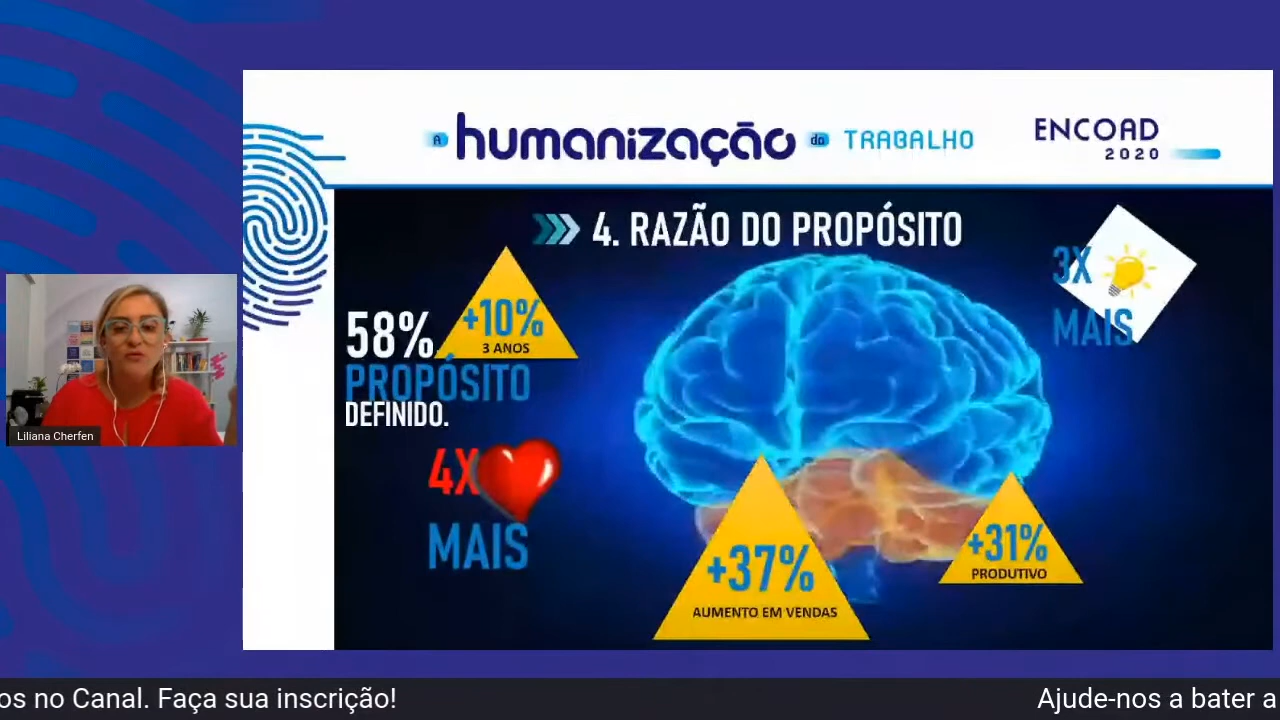 A humanização do TRABALHO
ENCOAD
2020
4. RAZÃO DO PROPÓSITO
58%
+10%
3 ANOS
PROPÓSITO
DEFINIDO.
3X
MAIS
4X
MAIS
+37%
AUMENTO EM VENDAS
+31%
PRODUTIVO
Liliana Cherfen
os no Canal. Faça sua inscrição!
Ajude-nos a bater a